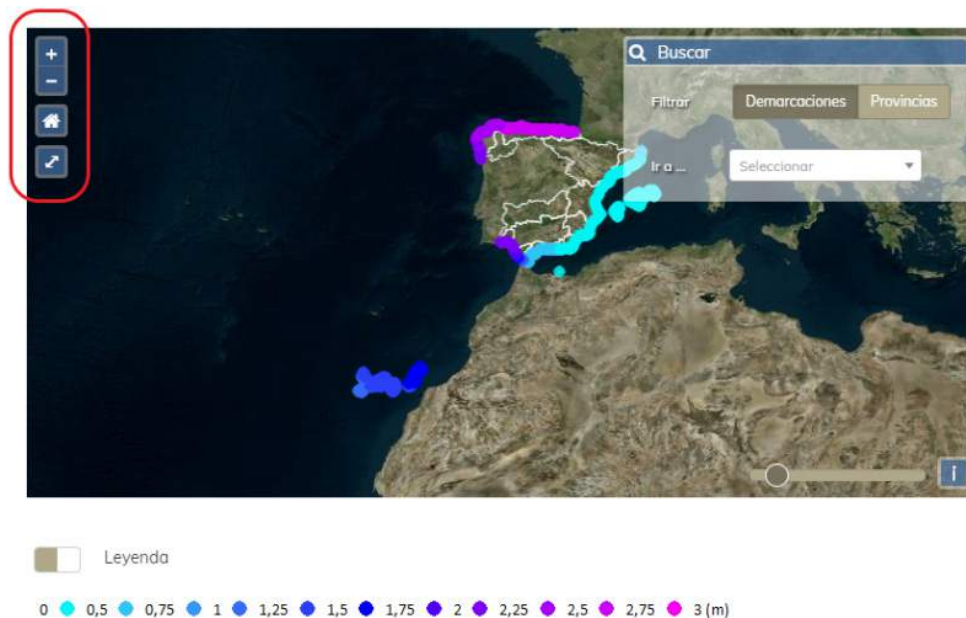 +
−
Buscar
Filtrar Demarcaciones Provincias
Ir a ... Seleccionar
i
Leyenda
0 0,5 0,75 1 1,25 1,5 1,75 2 2,25 2,5 2,75 3 (m)